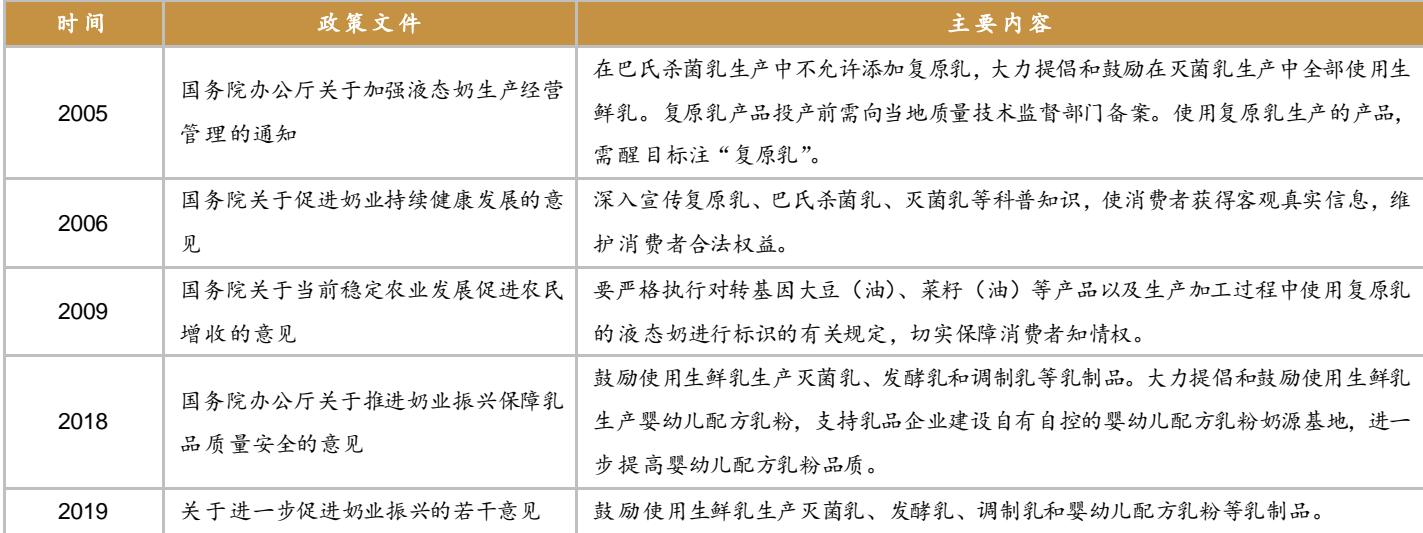 时间 政策文件 主要内容
2005
国务院办公厅关于加强液态奶生产经营
管理的通知
在巴氏杀菌乳生产中不允许添加复原乳，大力提倡和鼓励在灭菌乳生产中全部使用生
鲜乳。复原乳产品投产前需向当地质量技术监督部门备案。使用复原乳生产的产品，
需醒目标注“复原乳”。
2006
国务院关于促进奶业持续健康发展的意
见
深入宣传复原乳、巴氏杀菌乳、灭菌乳等科普知识，使消费者获得客观真实信息，维
护消费者合法权益。
2009
国务院关于当前稳定农业发展促进农民
增收的意见
要严格执行对转基因大豆（油）、菜籽（油）等产品以及生产加工过程中使用复原乳
的液态奶进行标识的有关规定，切实保障消费者知情权。
2018
国务院办公厅关于推进奶业振兴保障乳
品质量安全的意见
鼓励使用生鲜乳生产灭菌乳、发酵乳和调制乳等乳制品。大力提倡和鼓励使用生鲜乳
生产婴幼儿配方乳粉，支持乳品企业建设自有自控的婴幼儿配方乳粉奶源基地，进一
步提高婴幼儿配方乳粉品质。
2019
关于进一步促进奶业振兴的若干意见
鼓励使用生鲜乳生产灭菌乳、发酵乳、调制乳和婴幼儿配方乳粉等乳制品。